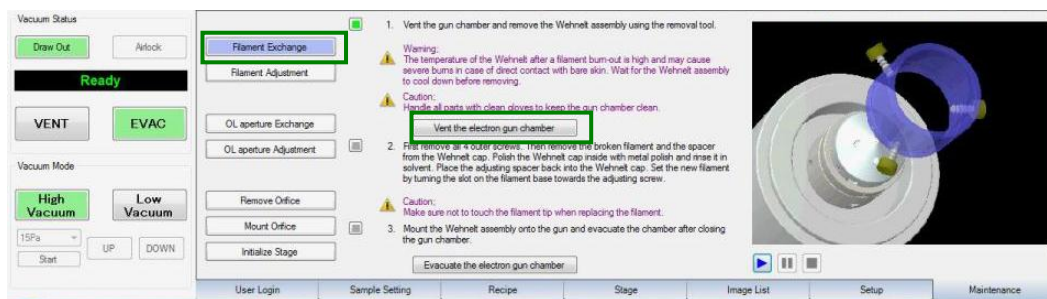 Vacuum Status
Draw Out
Airlock
Ready
VENT
EVAC
Vacuum Mode
High
Vacuum
Low
Vacuum
15Pa
UP
DOWN
Start
Filament Exchange
Filament Adjustment
OL aperture Exchange
OL aperture Adjustment
Remove Orifice
Mount Orifice
Initialize Stage
1. Vent the gun chamber and remove the Wehnelt assembly using the removal tool.
Warning;
The temperature of the Wehnelt after a filament burn-out is high and may cause
severe burns in case of direct contact with bare skin. Wait for the Wehnelt assembly
to cool down before removing.
Caution;
Handle all parts with clean gloves to keep the gun chamber clean.
Vent the electron gun chamber
2. First remove all 4 outer screws. Then remove the broken filament and the spacer
from the Wehnelt cap. Polish the Wehnelt cap inside with metal polish and rinse it in
solvent. Place the adjusting spacer back into the Wehnelt cap. Set the new filament
by turning the slot on the filament base towards the adjusting screw.
Caution;
Make sure not to touch the filament tip when replacing the filament.
3. Mount the Wehnelt assembly onto the gun and evacuate the chamber after closing
the gun chamber.
Evacuate the electron gun chamber
User Login
Sample Setting
Recipe
Stage
Image List
Setup
Maintenance